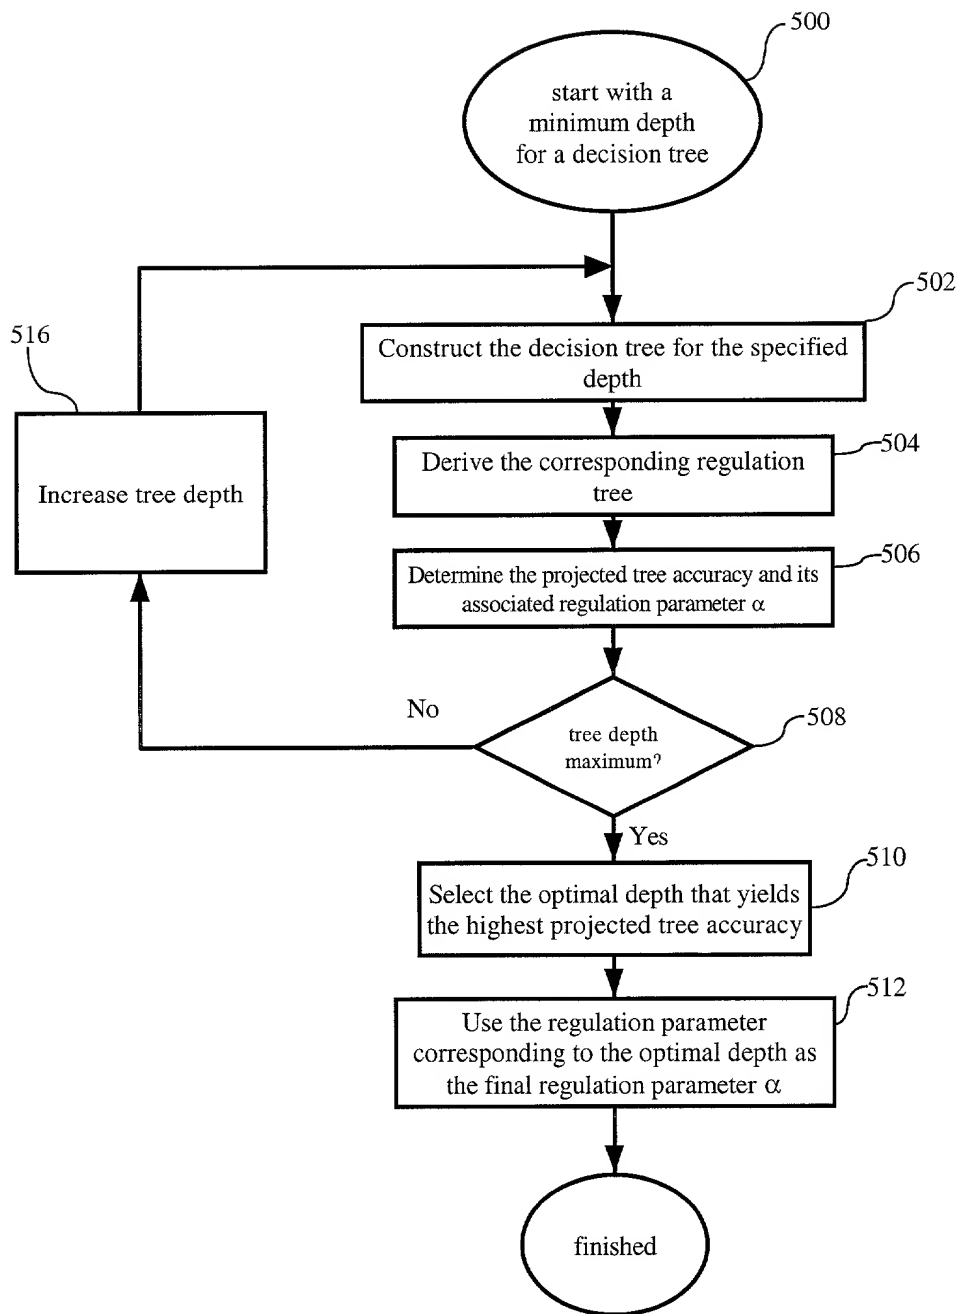 500
start with a
minimum depth
for a decision tree
502
Construct the decision tree for the specified
depth
516
Increase tree depth
504
Derive the corresponding regulation
tree
506
Determine the projected tree accuracy and its
associated regulation parameter α
No
508
tree depth
maximum?
Yes
510
Select the optimal depth that yields
the highest projected tree accuracy
512
Use the regulation parameter
corresponding to the optimal depth as
the final regulation parameter α
finished